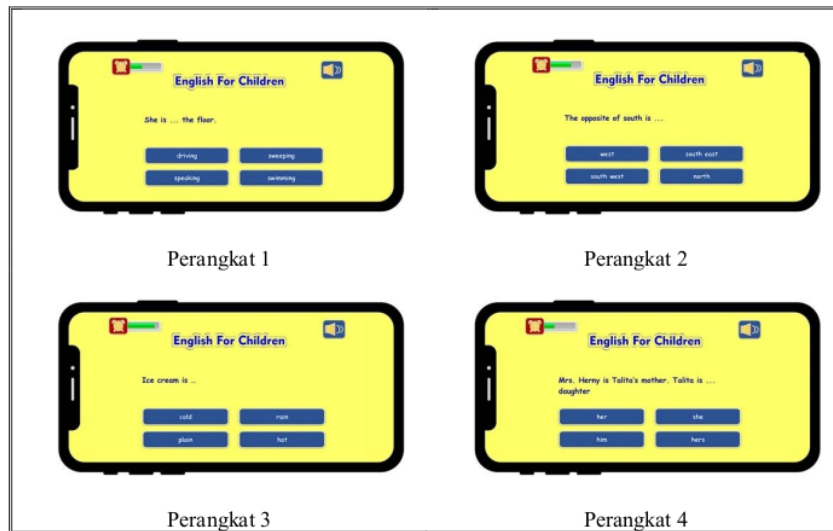 English For Children
She is ... the floor.
driving
sweeping
speaking
swimming
Perangkat 1
English For Children
The opposite of south is ...
west
south east
south west
north
Perangkat 2
English For Children
Ice cream is ...
cold
rain
plain
hot
Perangkat 3
English For Children
Mrs. Herny is Talita's mother. Talita is ...
daughter
her
she
him
hers
Perangkat 4